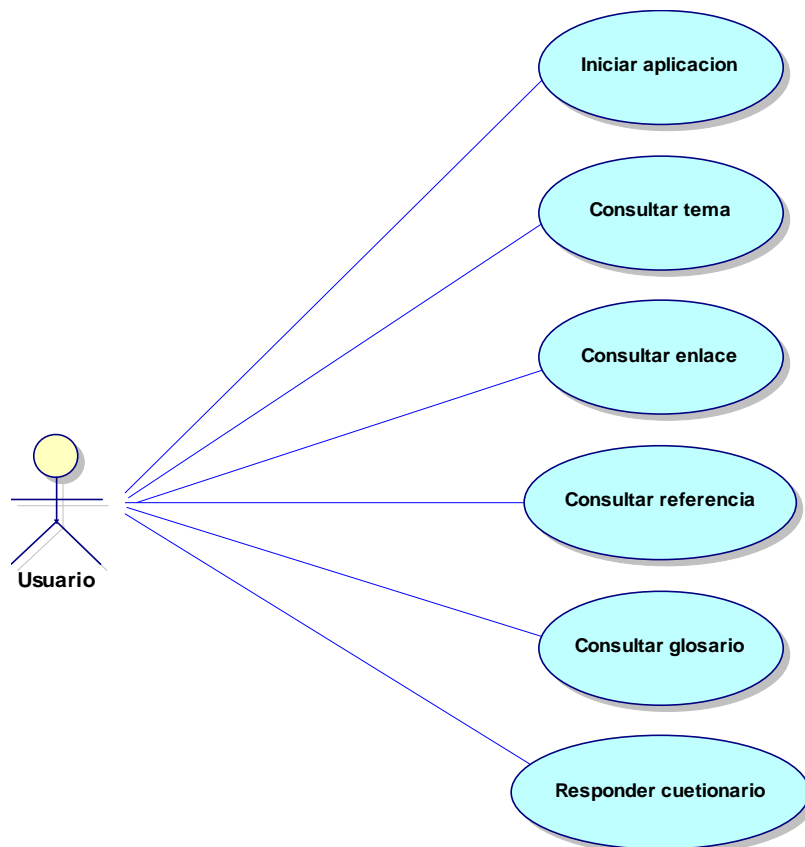 Iniciar aplicacion
Consultar tema
Consultar enlace
Consultar referencia
Usuario
Consultar glosario
Responder cuetionario